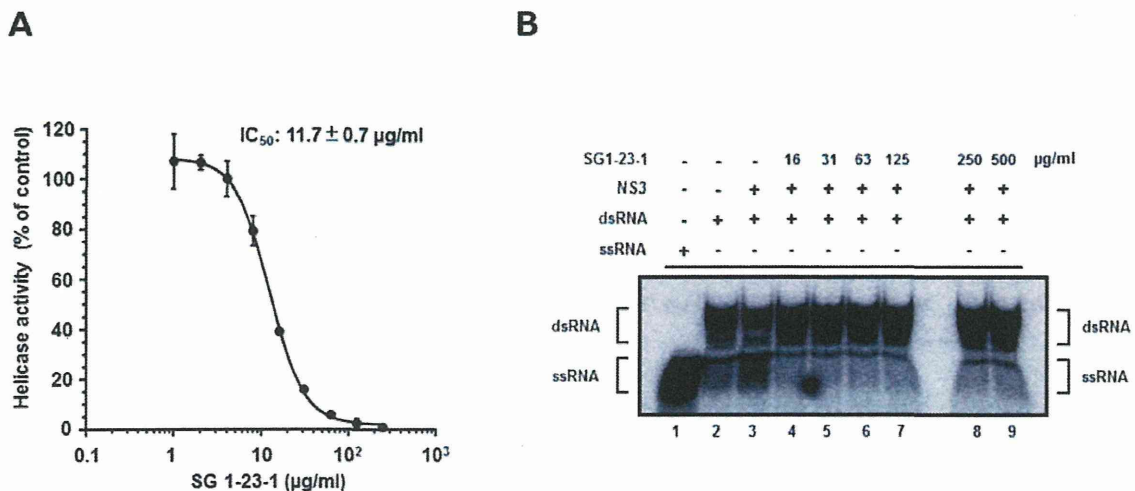 A
B
IC50: 11.7 ± 0.7 µg/ml
Helicase activity (% of control)
120
100
80
60
40
20
0
0.1 1 10 10² 10³
SG 1-23-1 (µg/ml)
SG1-23-1 - - - 16 31 63 125 250 500 µg/ml
NS3 - - + + + + + + +
dsRNA - + + + + + + + +
ssRNA + - - - - - - - -
dsRNA dsRNA
ssRNA ssRNA
1 2 3 4 5 6 7 8 9